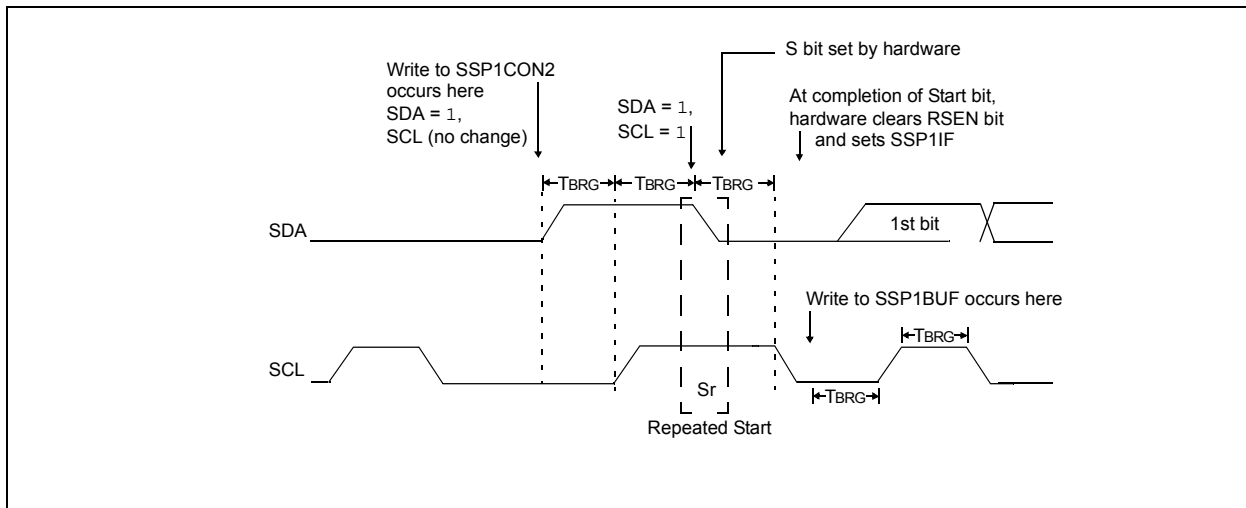 S bit set by hardware
Write to SSP1CON2
occurs here
SDA = 1,
SCL (no change)
SDA = 1,
SCL = 1
At completion of Start bit,
hardware clears RSEN bit
and sets SSP1IF
TBRG TBRG TBRG
SDA
1st bit
Write to SSP1BUF occurs here
TBRG
SCL
Sr
TBRG
Repeated Start